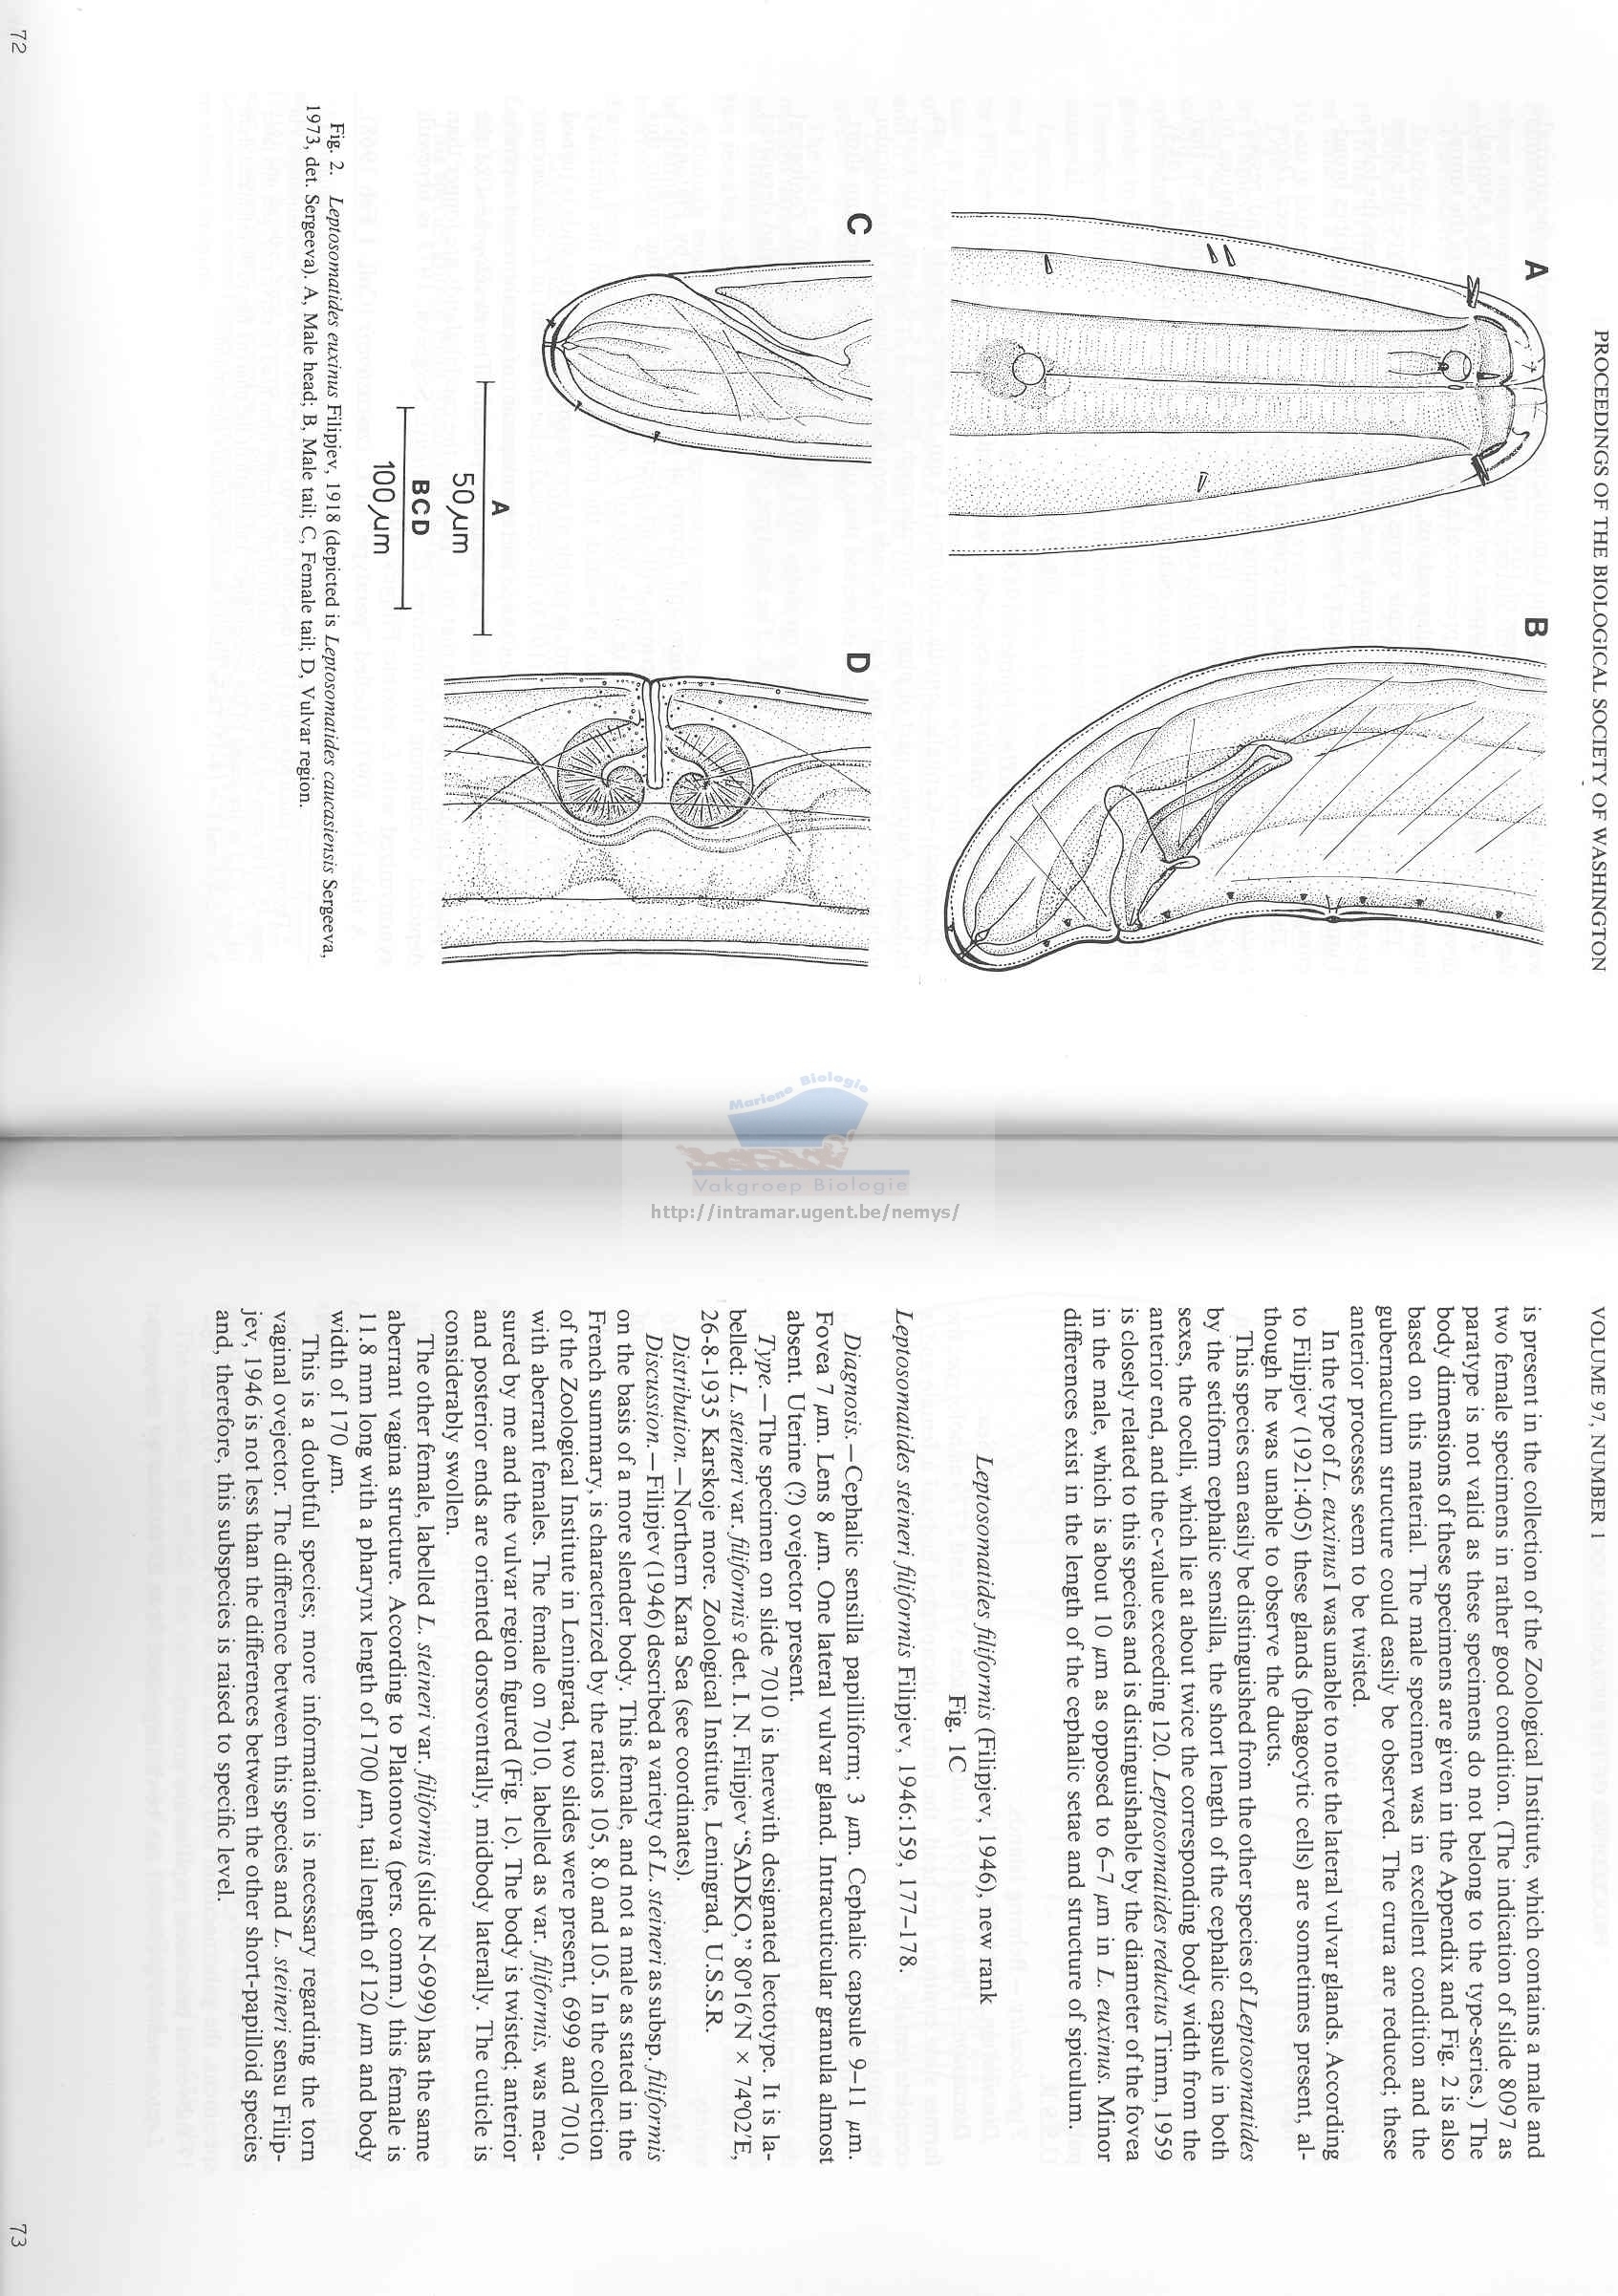 PROCEEDINGS OF THE BIOLOGICAL SOCIETY OF WASHINGTON
A
B
C
D
A
50 μm
BCD
100 μm
Fig. 2. Leptosomatides euxinus Filipjev, 1918 (depicted is Leptosomatides caucasiensis Sergeeva,
1973, det. Sergeeva). A, Male head; B, Male tail; C, Female tail; D, Vulvar region.
72
Mariene Biologie
Vakgroep Biologie
http://intramar.ugent.be/nemys/
VOLUME 97, NUMBER 1
is present in the collection of the Zoological Institute, which contains a male and
two female specimens in rather good condition. (The indication of slide 8097 as
paratype is not valid as these specimens do not belong to the type-series.) The
body dimensions of these specimens are given in the Appendix and Fig. 2 is also
based on this material. The male specimen was in excellent condition and the
gubernaculum structure could easily be observed. The crura are reduced; these
anterior processes seem to be twisted.
In the type of L. euxinus I was unable to note the lateral vulvar glands. According
to Filipjev (1921:405) these glands (phagocytic cells) are sometimes present, al-
though he was unable to observe the ducts.
This species can easily be distinguished from the other species of Leptosomatides
by the setiform cephalic sensilla, the short length of the cephalic capsule in both
sexes, the ocelli, which lie at about twice the corresponding body width from the
anterior end, and the c-value exceeding 120. Leptosomatides reductus Timm, 1959
is closely related to this species and is distinguishable by the diameter of the fovea
in the male, which is about 10 μm as opposed to 6–7 μm in L. euxinus. Minor
differences exist in the length of the cephalic setae and structure of spiculum.
Leptosomatides filiformis (Filipjev, 1946), new rank
Fig. 1C
Leptosomatides steineri filiformis Filipjev, 1946:159, 177–178.
Diagnosis.—Cephalic sensilla papilliform; 3 μm. Cephalic capsule 9–11 μm.
Fovea 7 μm. Lens 8 μm. One lateral vulvar gland. Intracuticular granula almost
absent. Uterine (?) ovejector present.
Type.—The specimen on slide 7010 is herewith designated lectotype. It is la-
belled: L. steineri var. filiformis ♀ det. I. N. Filipjev "SADKO," 80°16'N × 74°02'E,
26-8-1935 Karskoje more. Zoological Institute, Leningrad, U.S.S.R.
Distribution.—Northern Kara Sea (see coordinates).
Discussion.—Filipjev (1946) described a variety of L. steineri as subsp. filiformis
on the basis of a more slender body. This female, and not a male as stated in the
French summary, is characterized by the ratios 105, 8.0 and 105. In the collection
of the Zoological Institute in Leningrad, two slides were present, 6999 and 7010,
with aberrant females. The female on 7010, labelled as var. filiformis, was mea-
sured by me and the vulvar region figured (Fig. 1c). The body is twisted; anterior
and posterior ends are oriented dorsoventrally, midbody laterally. The cuticle is
considerably swollen.
The other female, labelled L. steineri var. filiformis (slide N-6999) has the same
aberrant vagina structure. According to Platonova (pers. comm.) this female is
11.8 mm long with a pharynx length of 1700 μm, tail length of 120 μm and body
width of 170 μm.
This is a doubtful species; more information is necessary regarding the torn
vaginal ovejector. The difference between this species and L. steineri sensu Filip-
jev, 1946 is not less than the differences between the other short-papilloid species
and, therefore, this subspecies is raised to specific level.
73